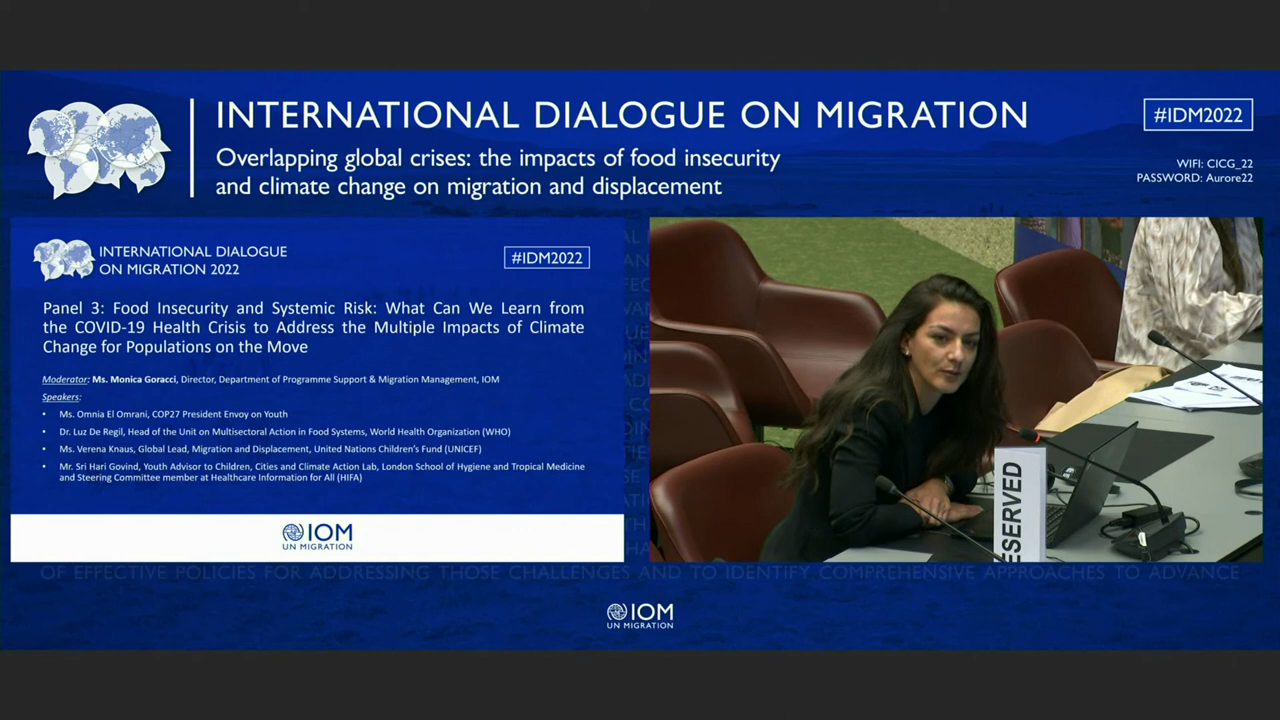 INTERNATIONAL DIALOGUE ON MIGRATION
Overlapping global crises: the impacts of food insecurity
and climate change on migration and displacement
#IDM2022
WIFI: CICG_22
PASSWORD: Aurore22
INTERNATIONAL DIALOGUE
ON MIGRATION 2022
#IDM2022
Panel 3: Food Insecurity and Systemic Risk: What Can We Learn from
the COVID-19 Health Crisis to Address the Multiple Impacts of Climate
Change for Populations on the Move
Moderator: Ms. Monica Goracci, Director, Department of Programme Support & Migration Management, IOM
Speakers:
• Ms. Omnia El Omrani, COP27 President Envoy on Youth
• Dr. Luz De Regil, Head of the Unit on Multisectoral Action in Food Systems, World Health Organization (WHO)
• Ms. Verena Knaus, Global Lead, Migration and Displacement, United Nations Children's Fund (UNICEF)
• Mr. Sri Hari Govind, Youth Advisor to Children, Cities and Climate Action Lab, London School of Hygiene and Tropical Medicine
and Steering Committee member at Healthcare Information for All (HIFA)
IOM
UN MIGRATION
ESERVED
OF EFFECTIVE POLICIES FOR ADDRESSING THOSE CHALLENGES AND TO IDENTIFY COMPREHENSIVE APPROACHES TO ADVANCE
IOM
UN MIGRATION